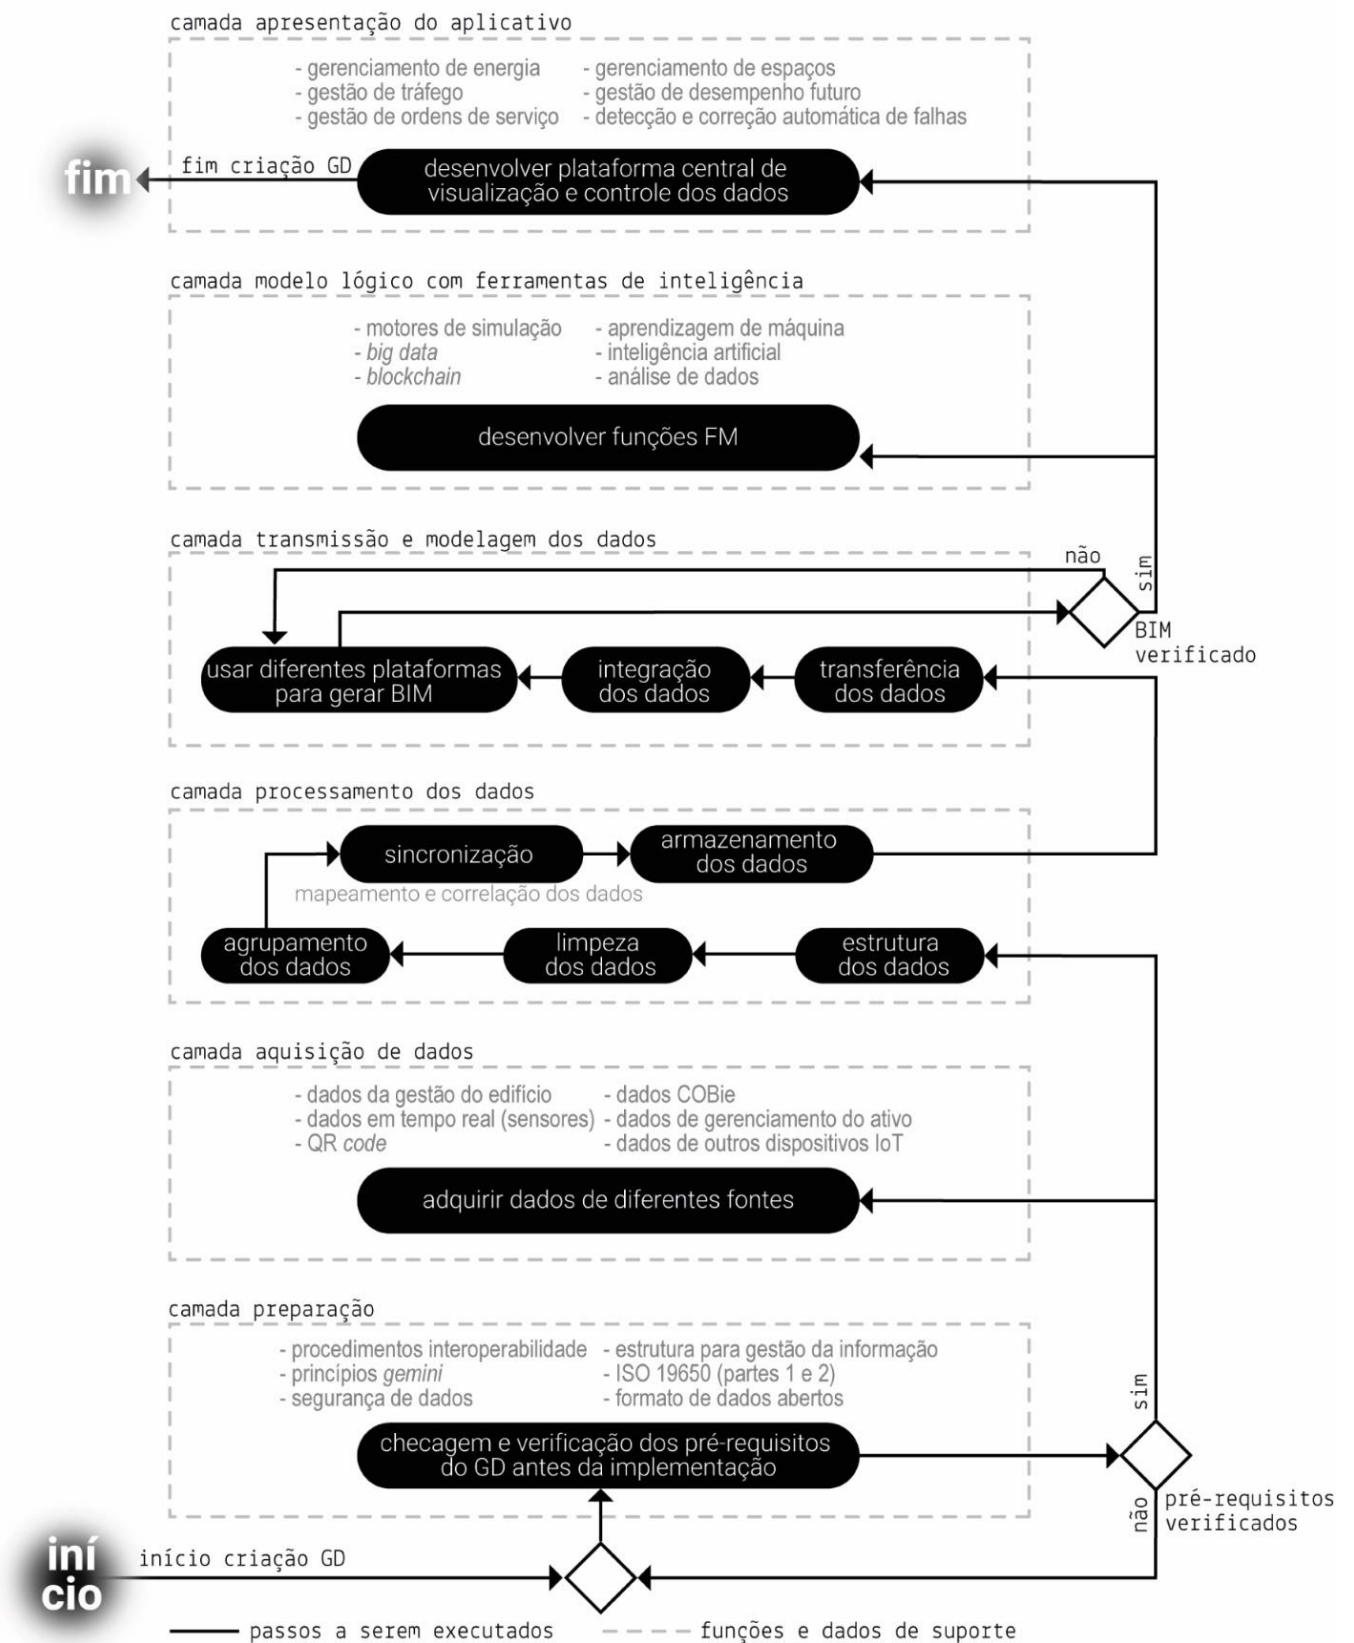 camada apresentação do aplicativo
- gerenciamento de energia - gerenciamento de espaços
- gestão de tráfego - gestão de desempenho futuro
- gestão de ordens de serviço - detecção e correção automática de falhas
fim
fim criação GD
desenvolver plataforma central de
visualização e controle dos dados
camada modelo lógico com ferramentas de inteligência
- motores de simulação - aprendizagem de máquina
- big data - inteligência artificial
- blockchain - análise de dados
desenvolver funções FM
camada transmissão e modelagem dos dados
não
sim
BIM
verificado
usar diferentes plataformas
para gerar BIM
integração
dos dados
transferência
dos dados
camada processamento dos dados
sincronização
armazenamento
dos dados
mapeamento e correlação dos dados
agrupamento
dos dados
limpeza
dos dados
estrutura
dos dados
camada aquisição de dados
- dados da gestão do edifício - dados COBie
- dados em tempo real (sensores) - dados de gerenciamento do ativo
- QR code - dados de outros dispositivos IoT
adquirir dados de diferentes fontes
camada preparação
- procedimentos interoperabilidade - estrutura para gestão da informação
- princípios gemini - ISO 19650 (partes 1 e 2)
- segurança de dados - formato de dados abertos
sim
checagem e verificação dos pré-requisitos
do GD antes da implementação
não
pré-requisitos
verificados
iní
cio
início criação GD
passos a serem executados funções e dados de suporte